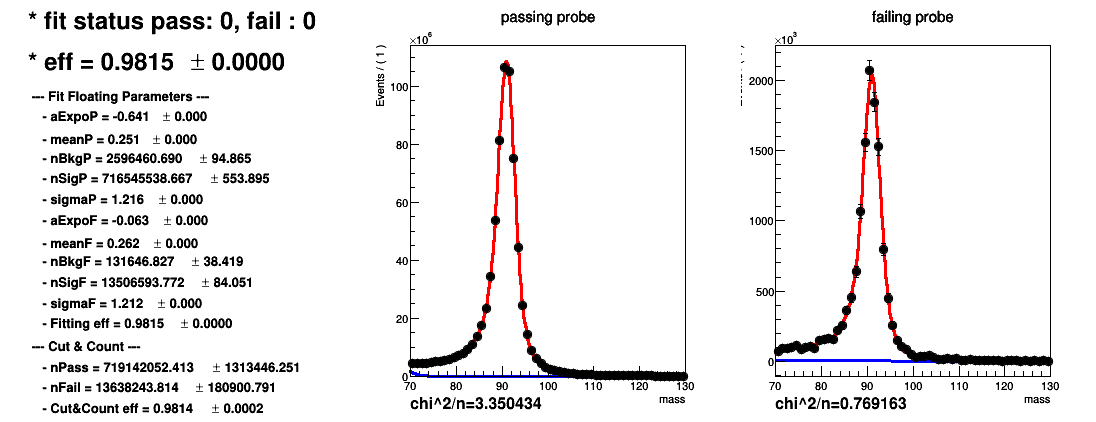 * fit status pass: 0, fail : 0
* eff = 0.9815 ± 0.0000
--- Fit Floating Parameters ---
- aExpoP = -0.641 ± 0.000
- meanP = 0.251 ± 0.000
- nBkgP = 2596460.690 ± 94.865
- nSigP = 716545538.667 ± 553.895
- sigmaP = 1.216 ± 0.000
- aExpoF = -0.063 ± 0.000
- meanF = 0.262 ± 0.000
- nBkgF = 131646.827 ± 38.419
- nSigF = 13506593.772 ± 84.051
- sigmaF = 1.212 ± 0.000
- Fitting eff = 0.9815 ± 0.0000
--- Cut & Count ---
- nPass = 719142052.413 ± 1313446.251
- nFail = 13638243.814 ± 180900.791
- Cut&Count eff = 0.9814 ± 0.0002
passing probe
×10⁶
Events / ( 1 )
100
80
60
40
20
0
70 80 90 100 110 120 130
mass
chi^2/n=3.350434
failing probe
×10³
2000
1500
1000
500
0
70 80 90 100 110 120 130
mass
chi^2/n=0.769163